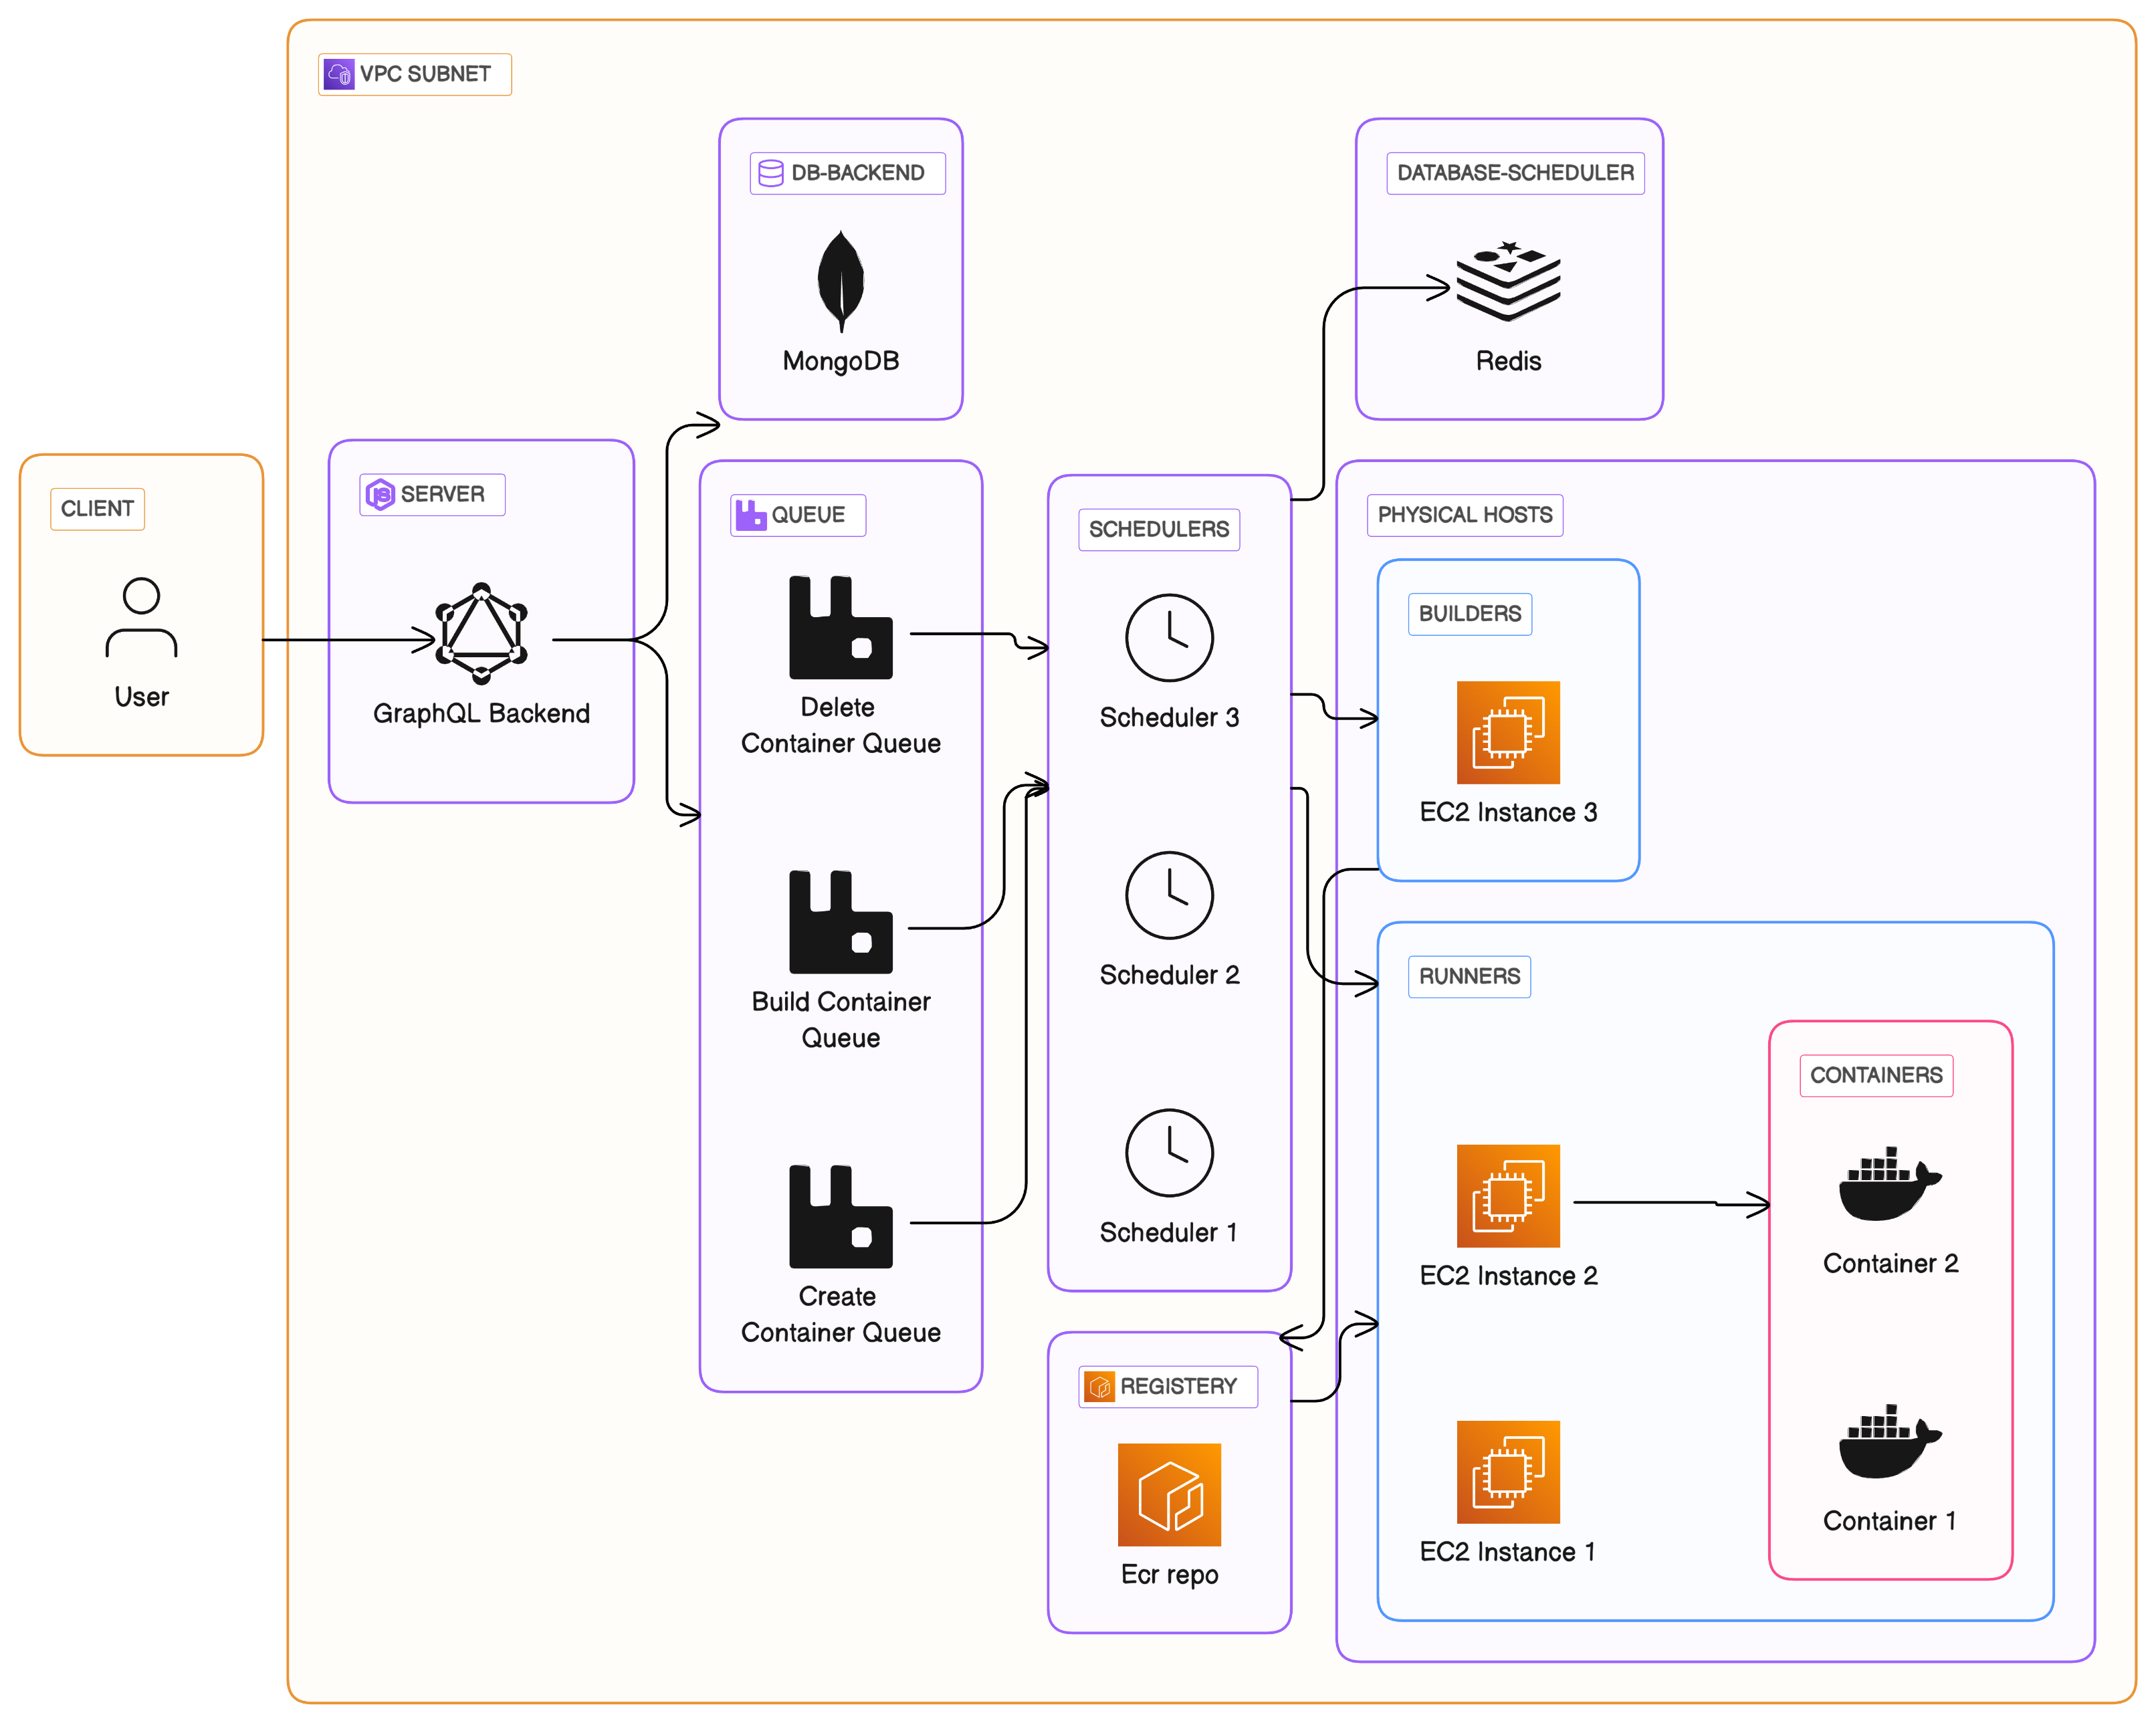 VPC SUBNET
DB-BACKEND
MongoDB
DATABASE-SCHEDULER
Redis
CLIENT
User
SERVER
GraphQL Backend
QUEUE
Delete
Container Queue
Build Container
Queue
Create
Container Queue
SCHEDULERS
Scheduler 3
Scheduler 2
Scheduler 1
REGISTERY
Ecr repo
PHYSICAL HOSTS
BUILDERS
EC2 Instance 3
RUNNERS
EC2 Instance 2
EC2 Instance 1
CONTAINERS
Container 2
Container 1